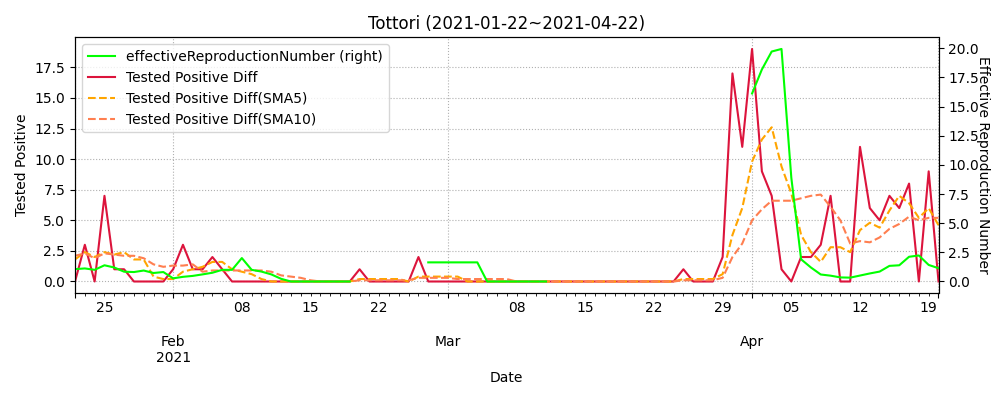 Tottori (2021-01-22~2021-04-22)
effectiveReproductionNumber (right)
Tested Positive Diff
Tested Positive Diff(SMA5)
Tested Positive Diff(SMA10)
Tested Positive
17.5
15.0
12.5
10.0
7.5
5.0
2.5
0.0
Effective Reproduction Number
20.0
17.5
15.0
12.5
10.0
7.5
5.0
2.5
0.0
25 08 15 22 08 15 22 29 05 12 19
Feb Mar Apr
2021
Date